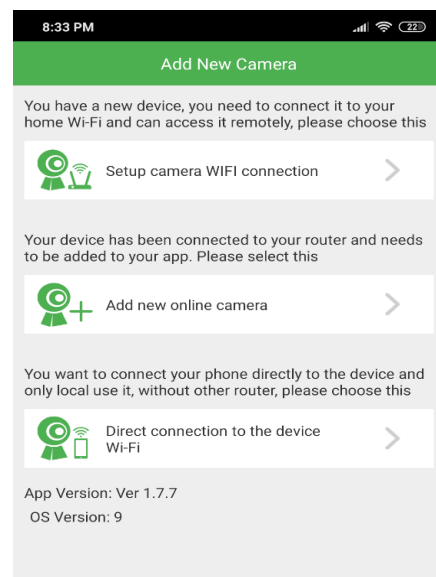 8:33 PM
22
Add New Camera
You have a new device, you need to connect it to your
home Wi-Fi and can access it remotely, please choose this
Setup camera WIFI connection
Your device has been connected to your router and needs
to be added to your app. Please select this
Add new online camera
You want to connect your phone directly to the device and
only local use it, without other router, please choose this
Direct connection to the device
Wi-Fi
App Version: Ver 1.7.7
OS Version: 9